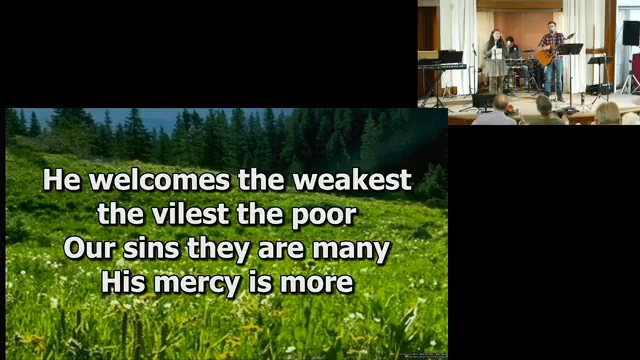 He welcomes the weakest
the vilest the poor
Our sins they are many
His mercy is more